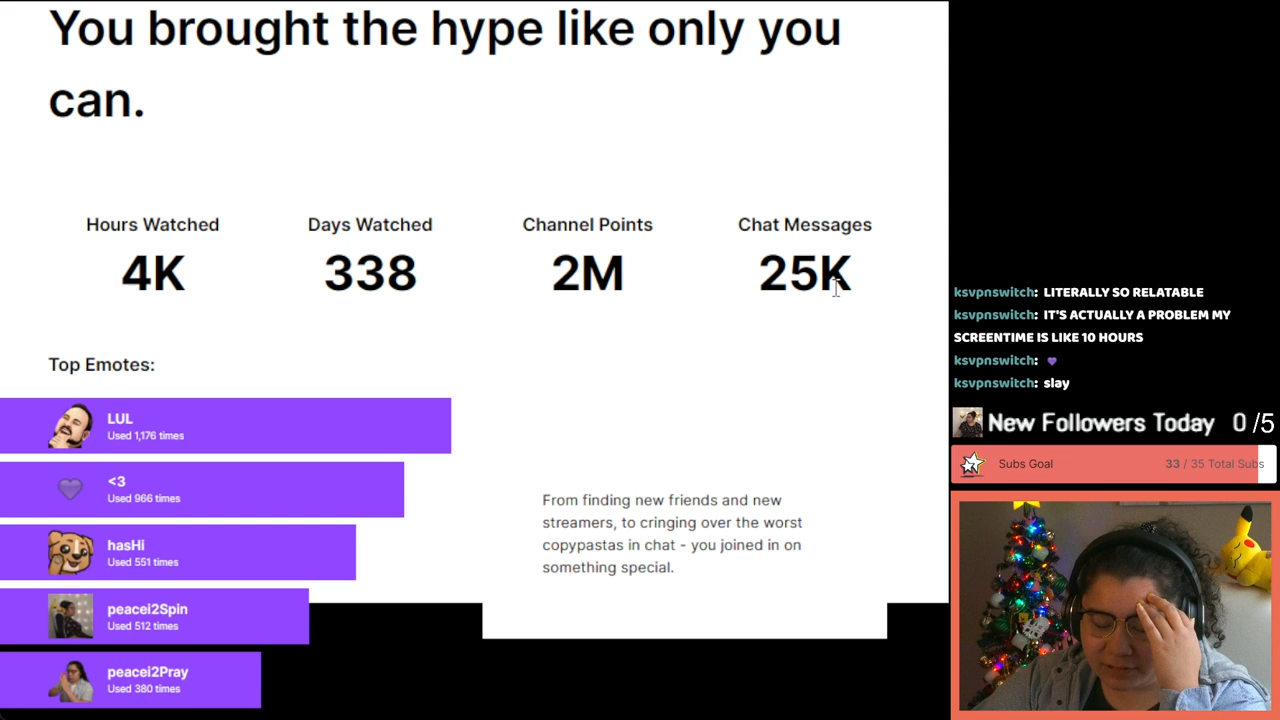 You brought the hype like only you
can.
Hours Watched
4K
Days Watched
338
Channel Points
2M
Chat Messages
25K
Top Emotes:
LUL
Used 1,176 times
<3
Used 966 times
hasHi
Used 551 times
peacei2Spin
Used 512 times
peacei2Pray
Used 380 times
From finding new friends and new
streamers, to cringing over the worst
copypastas in chat - you joined in on
something special.
ksvpnswitch: LITERALLY SO RELATABLE
ksvpnswitch: IT'S ACTUALLY A PROBLEM MY
SCREENTIME IS LIKE 10 HOURS
ksvpnswitch: 💜
ksvpnswitch: slay
New Followers Today 0 /5
Subs Goal 33 / 35 Total Subs